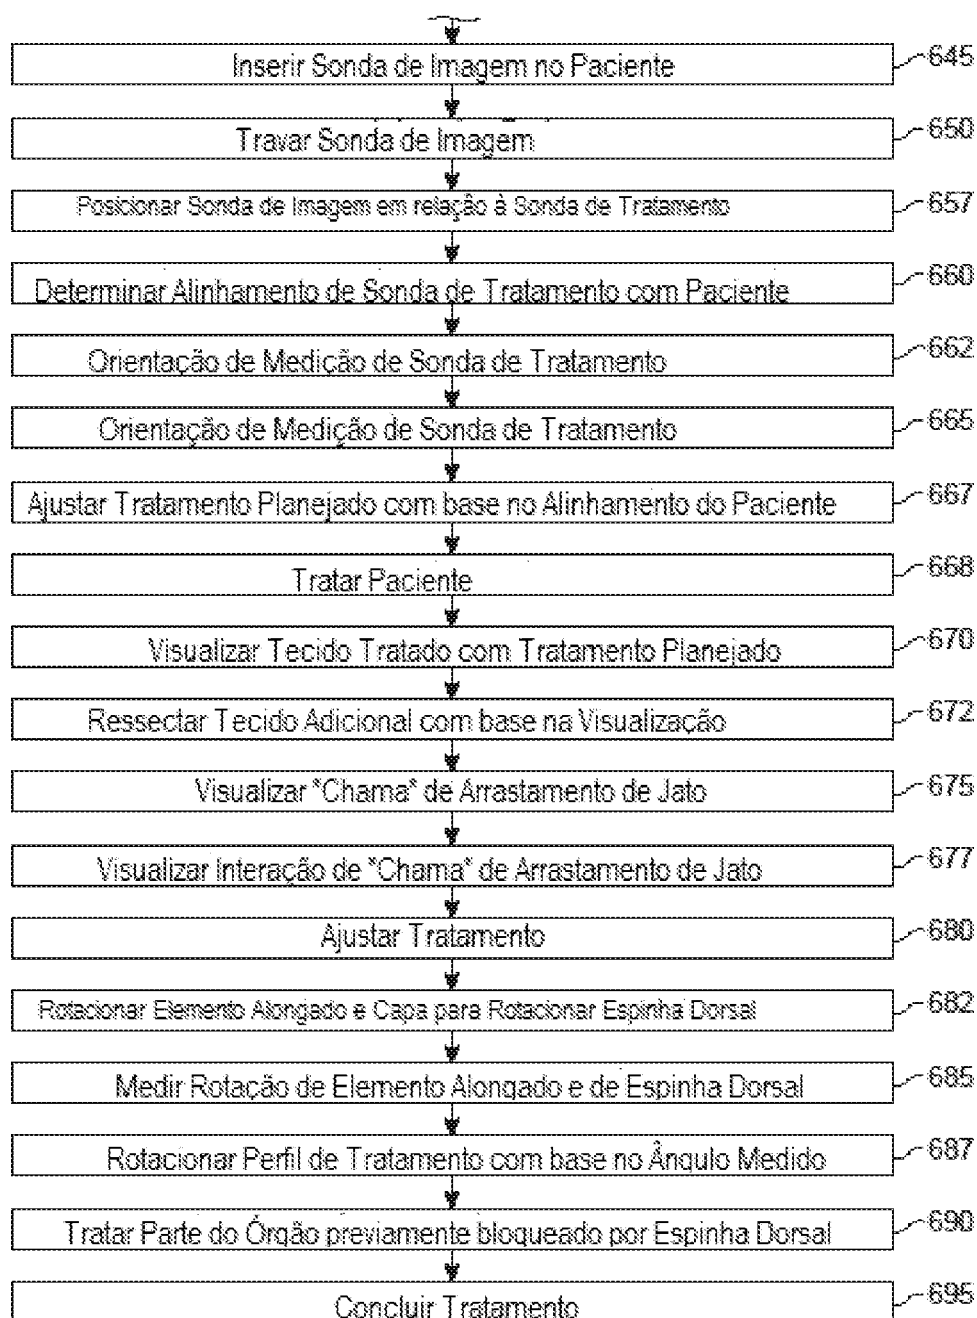 Inserir Sonda de Imagem no Paciente 645
Travar Sonda de Imagem 650
Posicionar Sonda de Imagem em relação à Sonda de Tratamento 657
Determinar Alinhamento de Sonda de Tratamento com Paciente 660
Orientação de Medição de Sonda de Tratamento 662
Orientação de Medição de Sonda de Tratamento 665
Ajustar Tratamento Planejado com base no Alinhamento do Paciente 667
Tratar Paciente 668
Visualizar Tecido Tratado com Tratamento Planejado 670
Ressectar Tecido Adicional com base na Visualização 672
Visualizar "Chama" de Arrastamento de Jato 675
Visualizar Interação de "Chama" de Arrastamento de Jato 677
Ajustar Tratamento 680
Rotacionar Elemento Alongado e Capa para Rotacionar Espinha Dorsal 682
Medir Rotação de Elemento Alongado e de Espinha Dorsal 685
Rotacionar Perfil de Tratamento com base no Ângulo Medido 687
Tratar Parte do Órgão previamente bloqueado por Espinha Dorsal 690
Concluir Tratamento 695